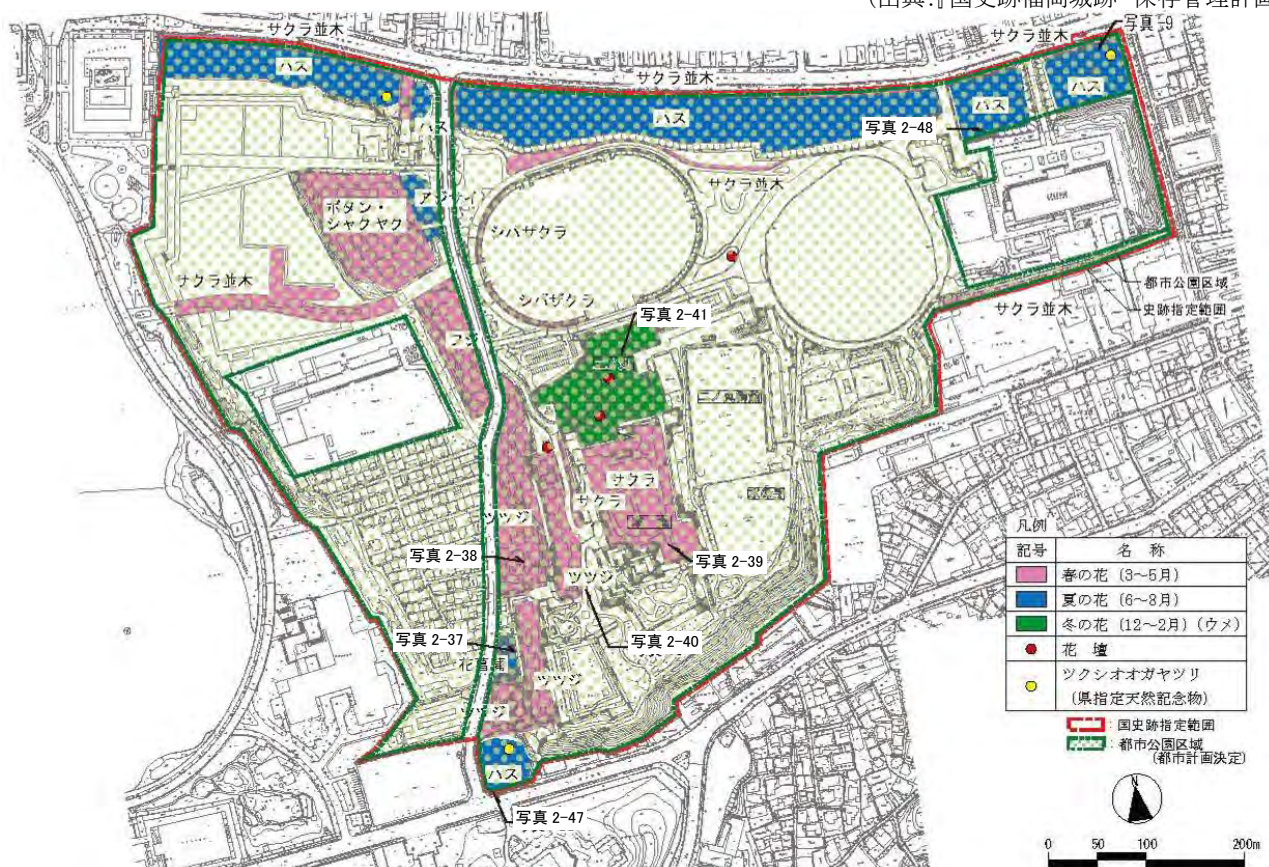 (出典:『国史跡福岡城跡 保存管理計画
サクラ並木
サクラ並木
写真 -9
サクラ並木
ハス
ハス
ハス
ハス
ハス
写真 2-48
アジサイ
ボタン・
シャクヤク
サクラ並木
シバザクラ
サクラ並木
シバザクラ
都市公園区域
史跡指定範囲
サクラ並木
写真 2-41
フジ
二ノ丸
サクラ
サクラ
ツツジ
写真 2-38
写真 2-39
ツツジ
写真 2-37
写真 2-40
花菖蒲
ツツジ
ツツジ
ハス
写真 2-47
凡例
記号 名 称
春の花 (3~5月)
夏の花 (6~8月)
冬の花 (12~2月) (ウメ)
花 壇
ツクシオオガヤツリ
(県指定天然記念物)
国史跡指定範囲
都市公園区域
(都市計画決定)
N
0 50 100 200m